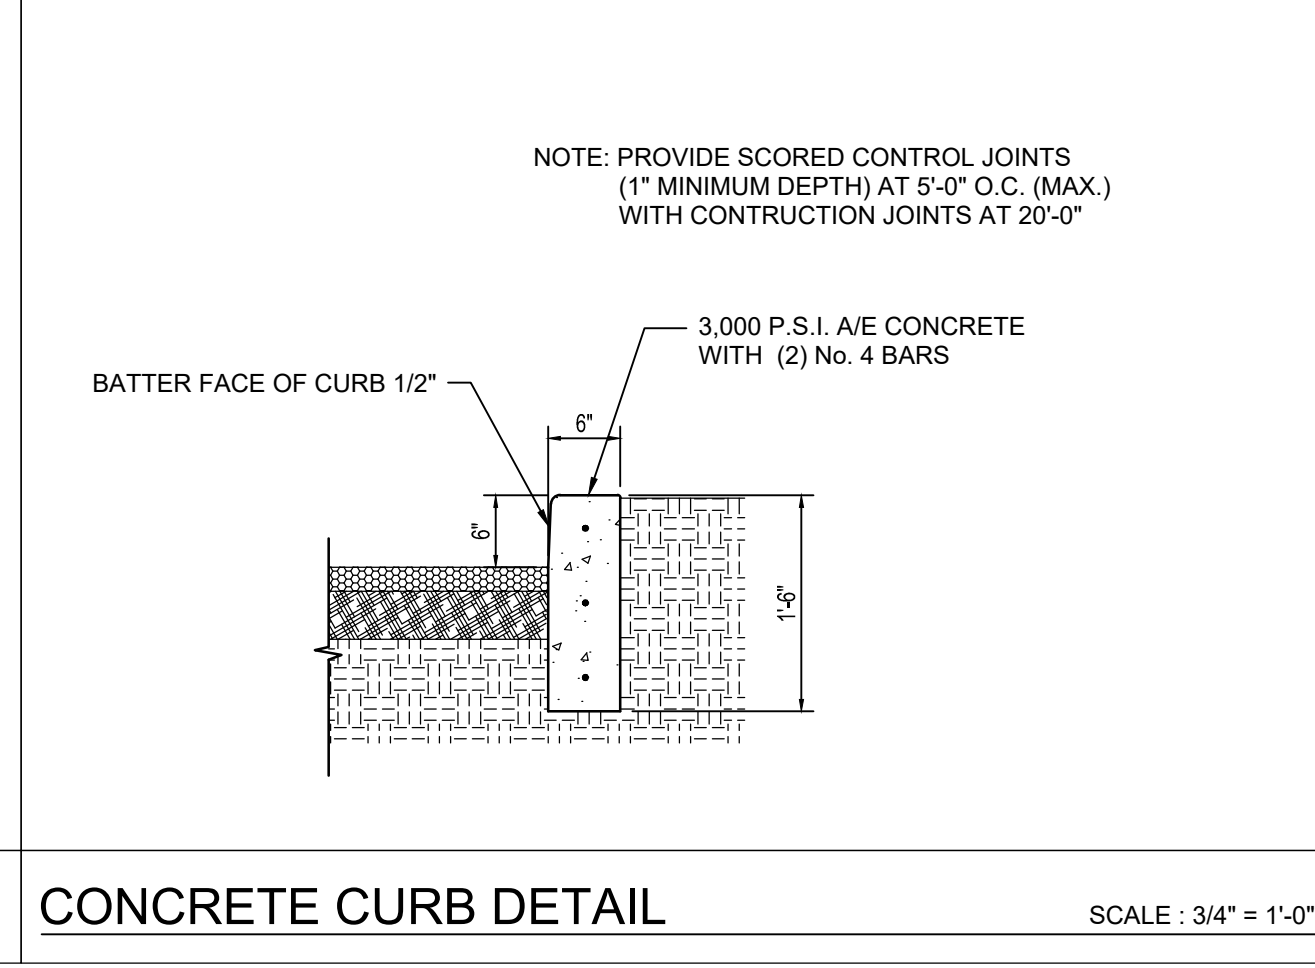 NOTE: PROVIDE SCORED CONTROL JOINTS
(1" MINIMUM DEPTH) AT 5'-0" O.C. (MAX.)
WITH CONTRUCTION JOINTS AT 20'-0"
3,000 P.S.I. A/E CONCRETE
WITH (2) No. 4 BARS
BATTER FACE OF CURB 1/2"
6"
6"
1'-6"
CONCRETE CURB DETAIL
SCALE : 3/4" = 1'-0"